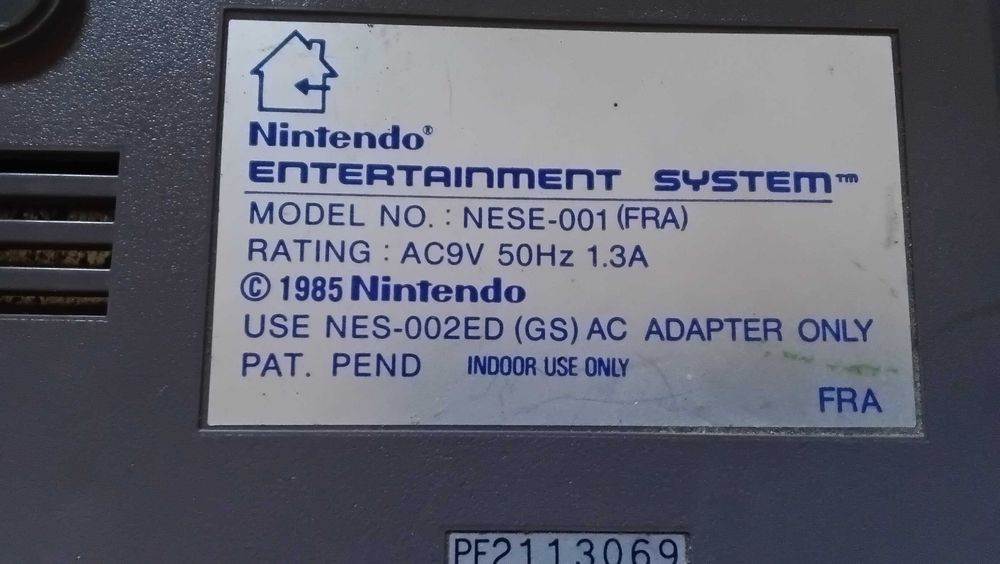 Nintendo®
ENTERTAINMENT SYSTEM™
MODEL NO. : NESE-001 (FRA)
RATING : AC9V 50Hz 1.3A
© 1985 Nintendo
USE NES-002ED (GS) AC ADAPTER ONLY
PAT. PEND INDOOR USE ONLY
FRA
PF2113069